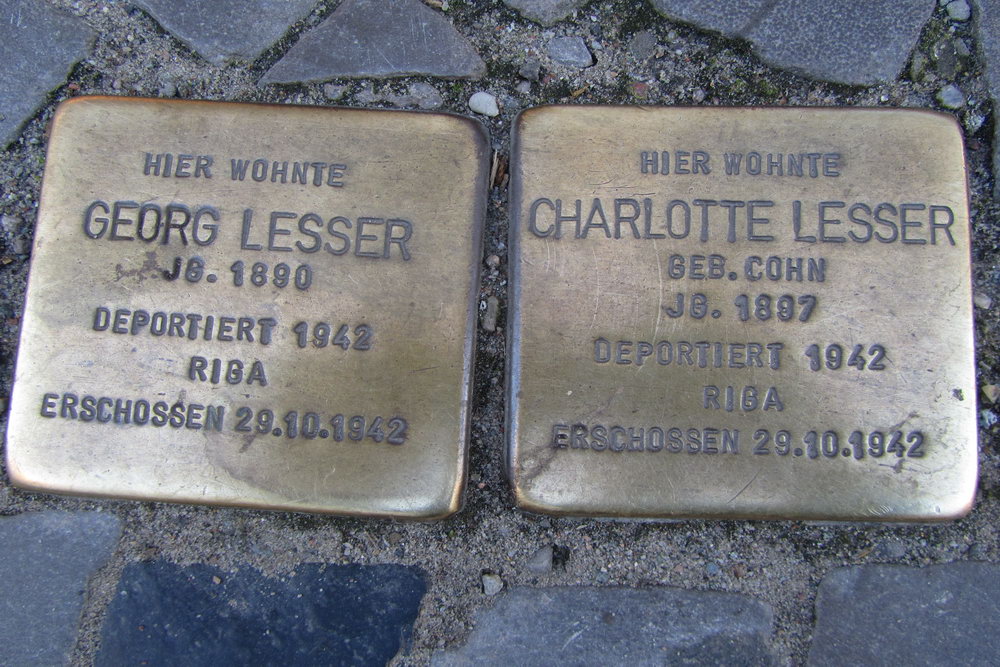 HIER WOHNTE
GEORG LESSER
JG. 1890
DEPORTIERT 1942
RIGA
ERSCHOSSEN 29.10.1942
HIER WOHNTE
CHARLOTTE LESSER
GEB. COHN
JG. 1897
DEPORTIERT 1942
RIGA
ERSCHOSSEN 29.10.1942